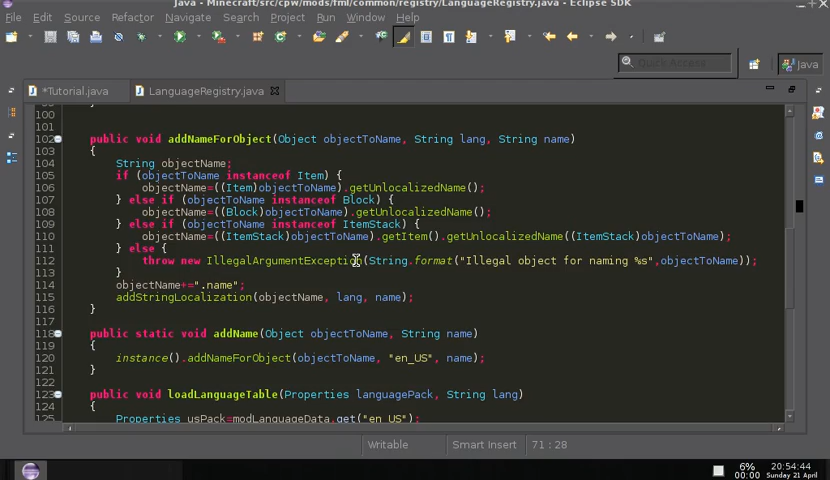 Java - Minecraft/src/cpw/mods/fml/common/registry/LanguageRegistry.java - Eclipse SDK
File Edit Source Refactor Navigate Search Project Run Window Help
Quick Access Java
*Tutorial.java LanguageRegistry.java
100
101
102 public void addNameForObject(Object objectToName, String lang, String name)
103 {
104 String objectName;
105 if (objectToName instanceof Item) {
106 objectName=((Item)objectToName).getUnlocalizedName();
107 } else if (objectToName instanceof Block) {
108 objectName=((Block)objectToName).getUnlocalizedName();
109 } else if (objectToName instanceof ItemStack) {
110 objectName=((ItemStack)objectToName).getItem().getUnlocalizedName((ItemStack)objectToName);
111 } else {
112 throw new IllegalArgumentException(String.format("Illegal object for naming %s",objectToName));
113 }
114 objectName+=".name";
115 addStringLocalization(objectName, lang, name);
116 }
117
118 public static void addName(Object objectToName, String name)
119 {
120 instance().addNameForObject(objectToName, "en_US", name);
121 }
122
123 public void loadLanguageTable(Properties languagePack, String lang)
124 {
125 Properties usPack=modLanguageData.get("en_US");
Writable Smart Insert 71 : 28
6% 20:54:44
00:00 Sunday 21 April